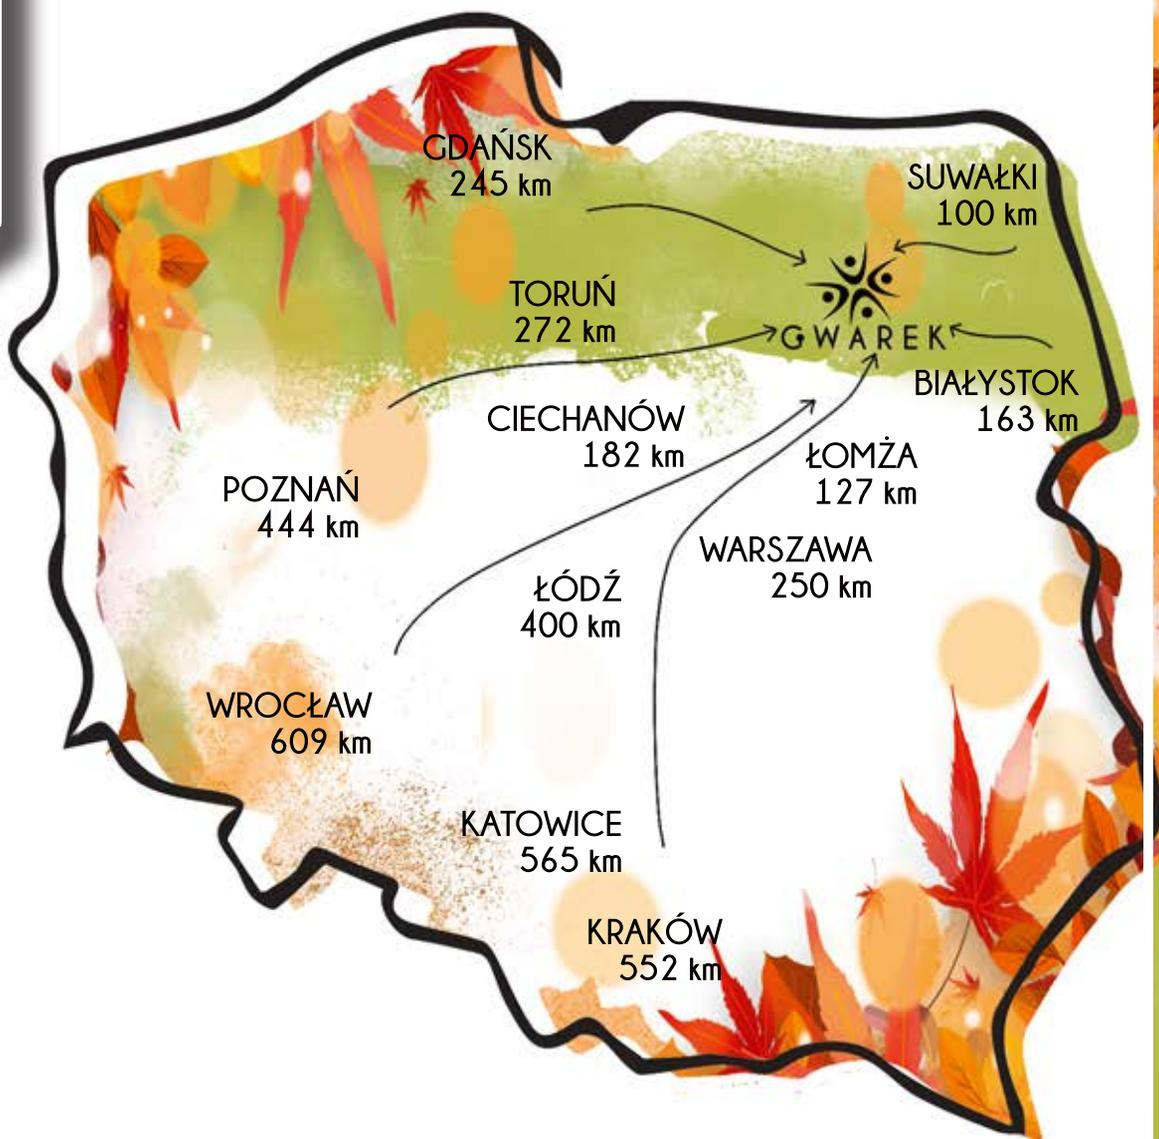 GDAŃSK
245 km
SUWAŁKI
100 km
TORUŃ
272 km
GWAREK
BIAŁYSTOK
163 km
CIECHANÓW
182 km
ŁOMŻA
127 km
POZNAŃ
444 km
WARSZAWA
250 km
ŁÓDŹ
400 km
WROCŁAW
609 km
KATOWICE
565 km
KRAKÓW
552 km